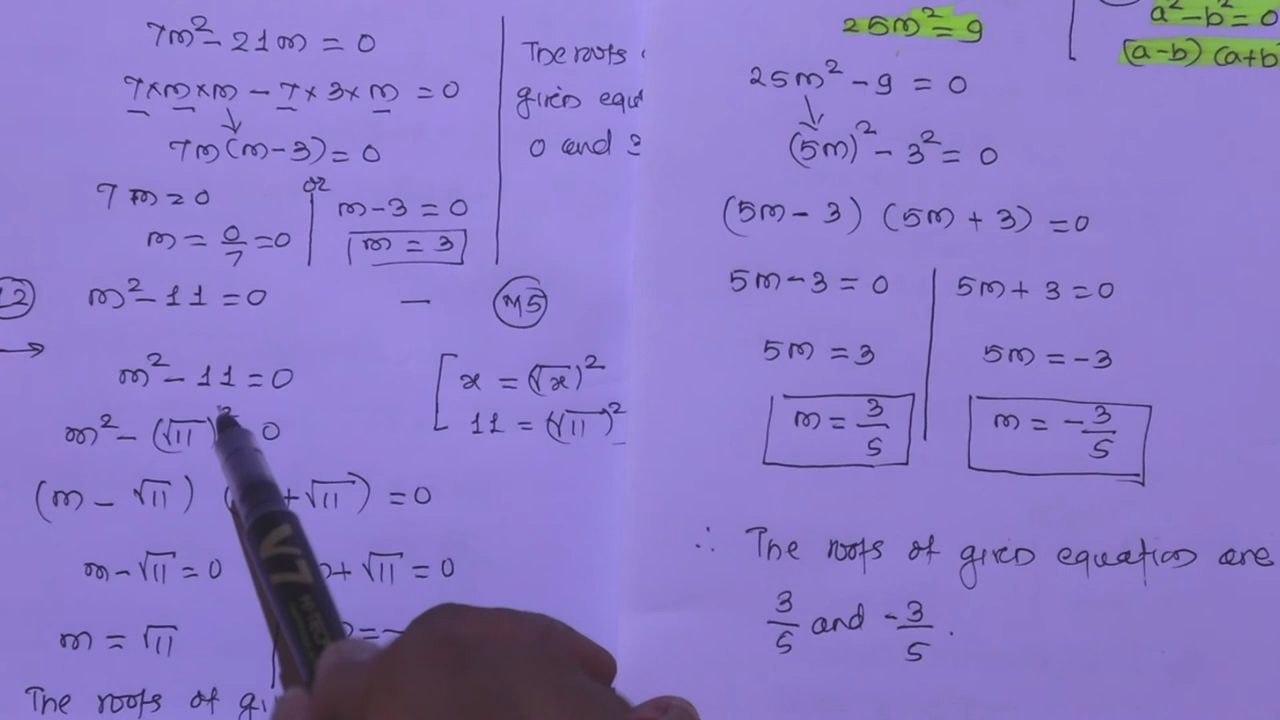 7m² - 21m = 0
7×m×m - 7×3×m = 0
7m(m-3) = 0
7m = 0 or m-3 = 0
m = 0/7 = 0 m = 3
The roots
given equ
0 and 3
12 m² - 11 = 0 — M5
→
m² - 11 = 0
m² - (√11)² 0
(m - √11) ( + √11) = 0
m - √11 = 0 + √11 = 0
m = √11 = -
The roots of gi
[ x = (√x)²
11 = (√11)²
25m² = 9
25m² - 9 = 0
(5m)² - 3² = 0
(5m - 3) (5m + 3) = 0
5m - 3 = 0 5m + 3 = 0
5m = 3 5m = -3
m = 3/5 m = -3/5
∴ The roots of given equation are
3/5 and -3/5.
a² - b² = 0
(a-b) (a+b